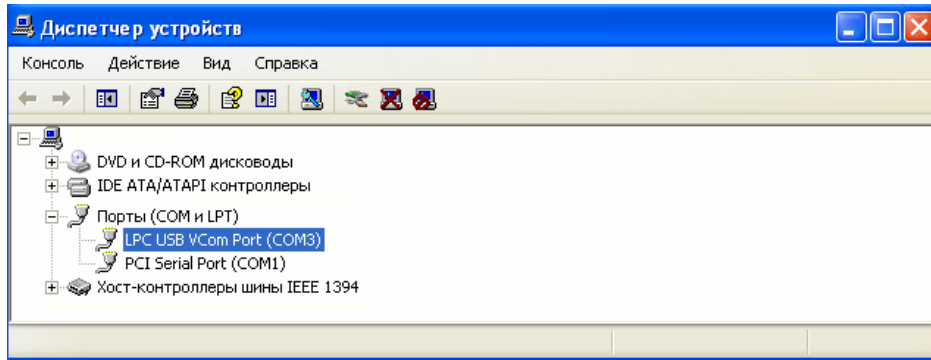 Диспетчер устройств
Консоль Действие Вид Справка
DVD и CD-ROM дисководы
IDE ATA/ATAPI контроллеры
Порты (COM и LPT)
LPC USB VCom Port (COM3)
PCI Serial Port (COM1)
Хост-контроллеры шины IEEE 1394